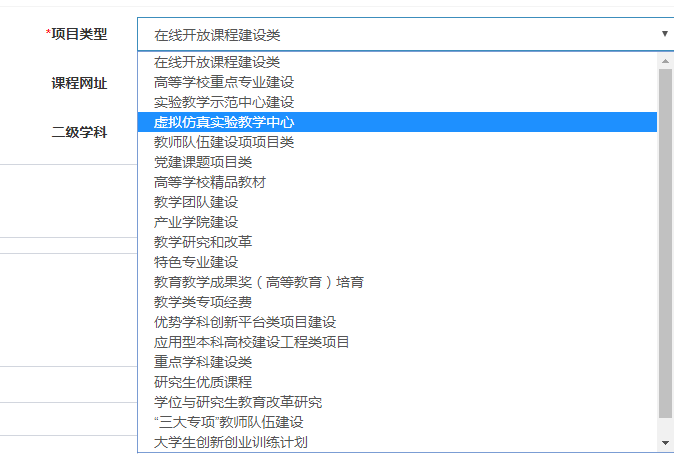 *项目类型
在线开放课程建设类
课程网址
二级学科
在线开放课程建设类
高等学校重点专业建设
实验教学示范中心建设
虚拟仿真实验教学中心
教师队伍建设项项目类
党建课题项目类
高等学校精品教材
教学团队建设
产业学院建设
教学研究和改革
特色专业建设
教育教学成果奖（高等教育）培育
教学类专项经费
优势学科创新平台类项目建设
应用型本科高校建设工程类项目
重点学科建设类
研究生优质课程
学位与研究生教育改革研究
“三大专项”教师队伍建设
大学生创新创业训练计划